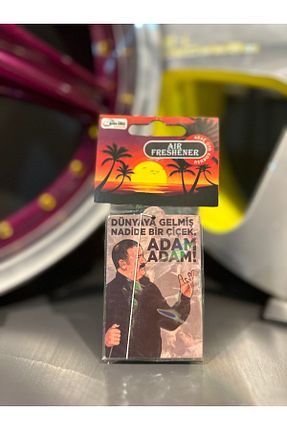 AIR
FRESHENER
DÜNYAYA GELMİŞ
NADİDE BİR ÇİÇEK.
ADAM
ADAM!